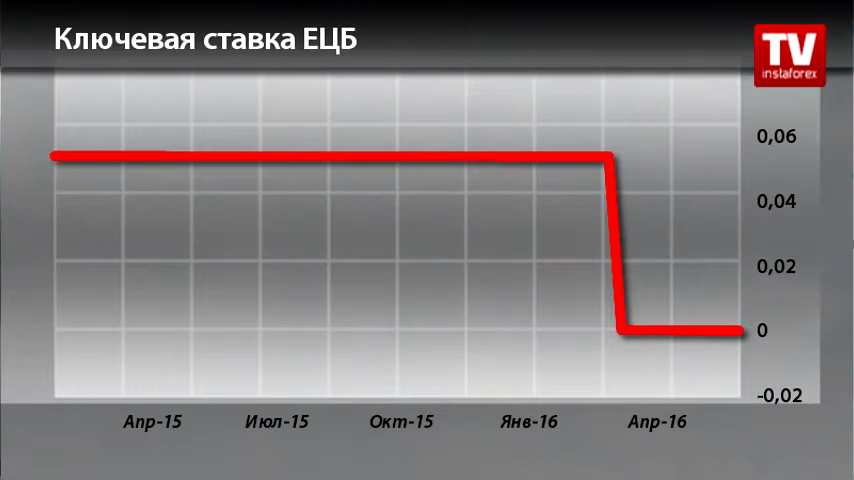 Ключевая ставка ЕЦБ
TV
instaforex
0,06
0,04
0,02
0
-0,02
Апр-15 Июл-15 Окт-15 Янв-16 Апр-16